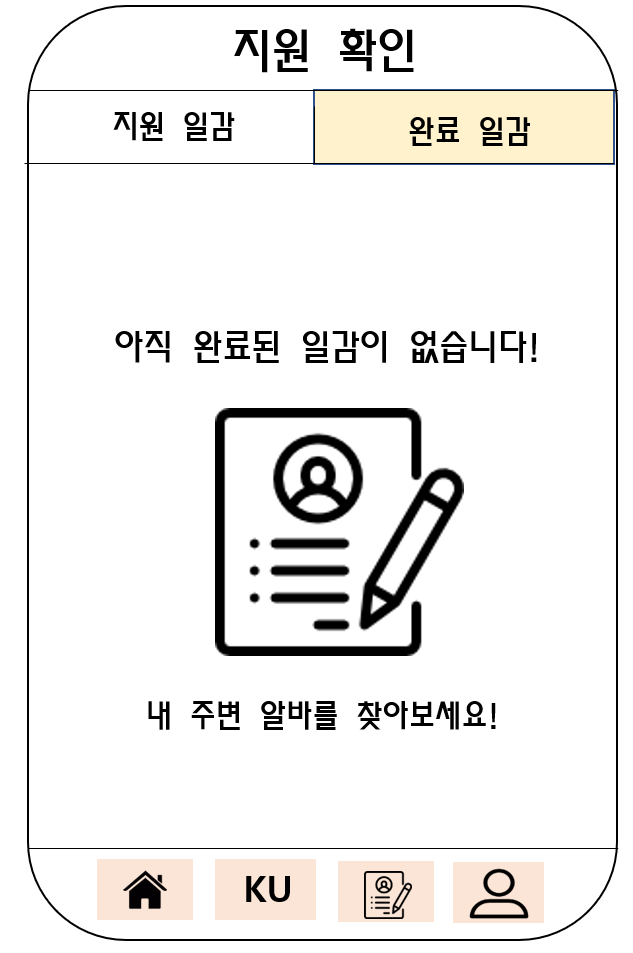 지원 확인
지원 일감
완료 일감
아직 완료된 일감이 없습니다!
내 주변 알바를 찾아보세요!
KU